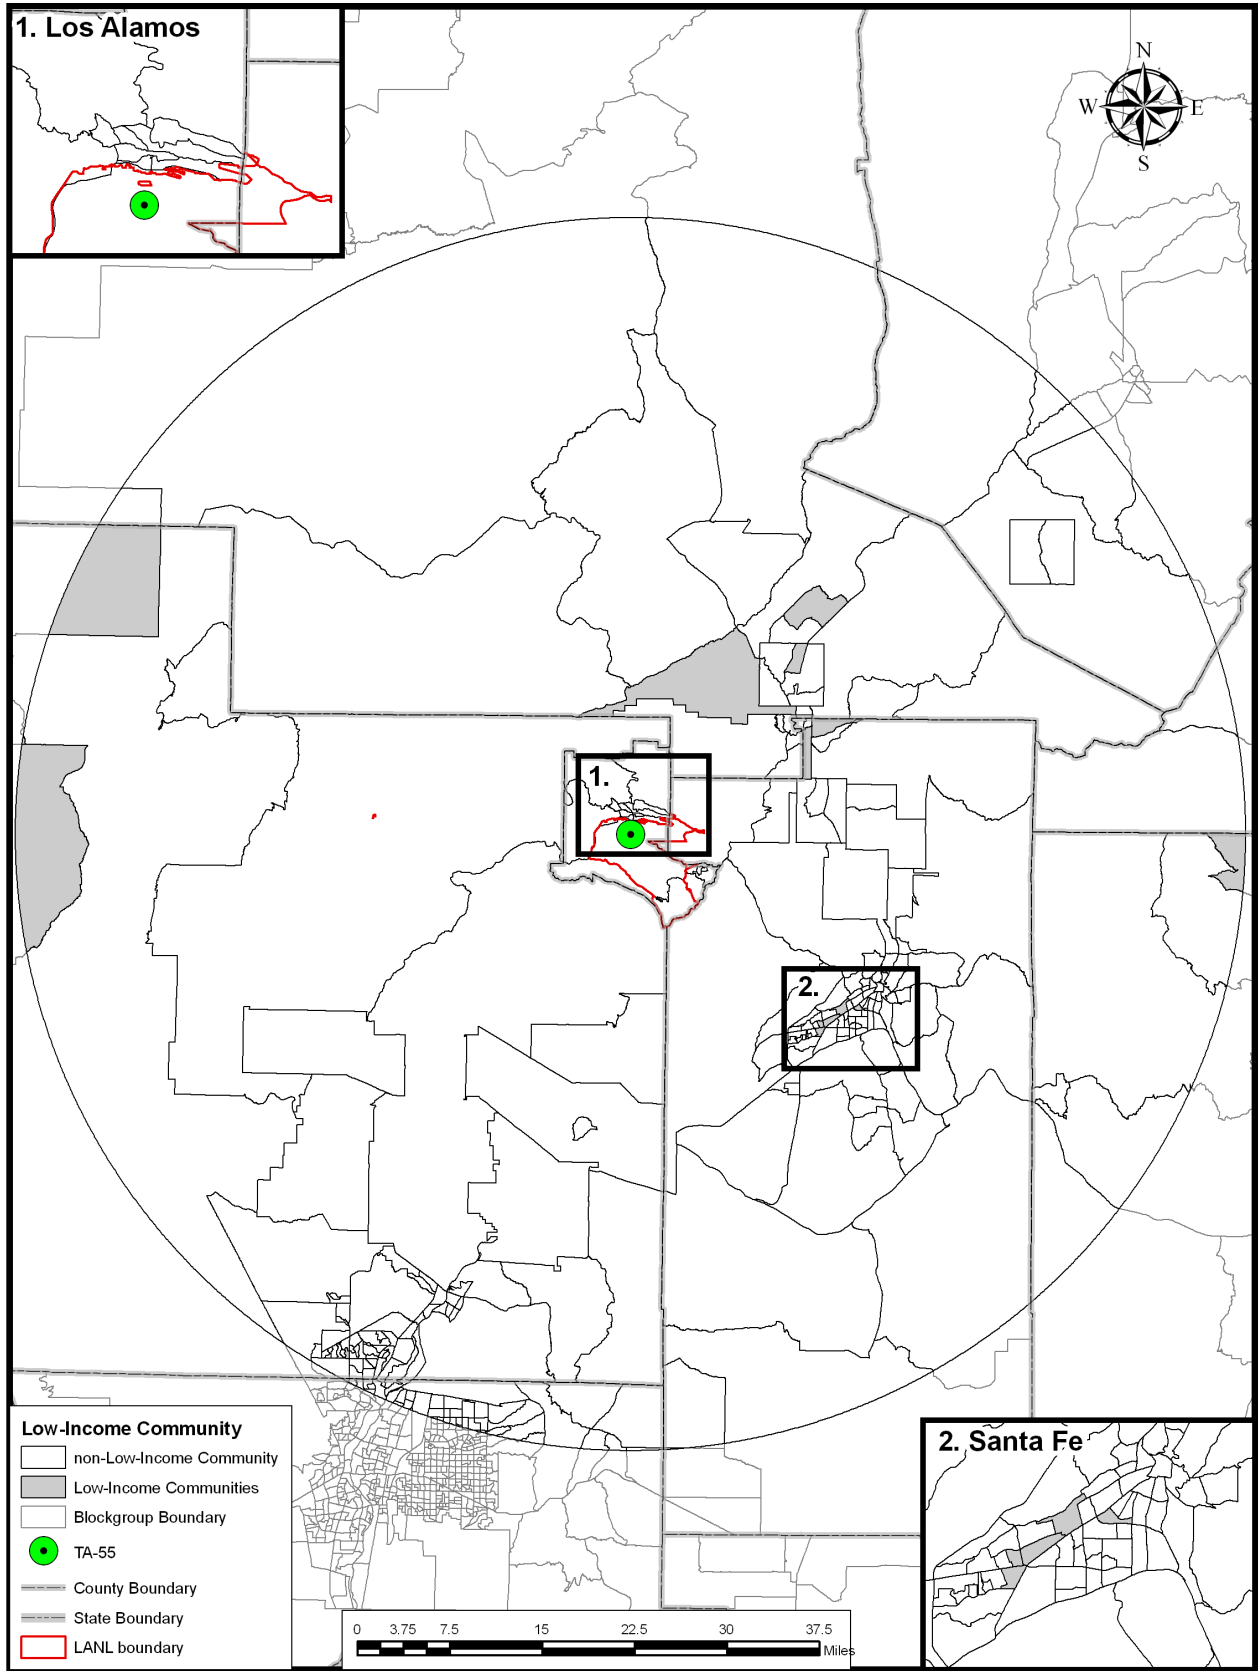 1. Los Alamos
N
W
E
S
1.
2.
Low-Income Community
non-Low-Income Community
Low-Income Communities
Blockgroup Boundary
TA-55
County Boundary
State Boundary
LANL boundary
0 3.75 7.5 15 22.5 30 37.5
Miles
2. Santa Fe